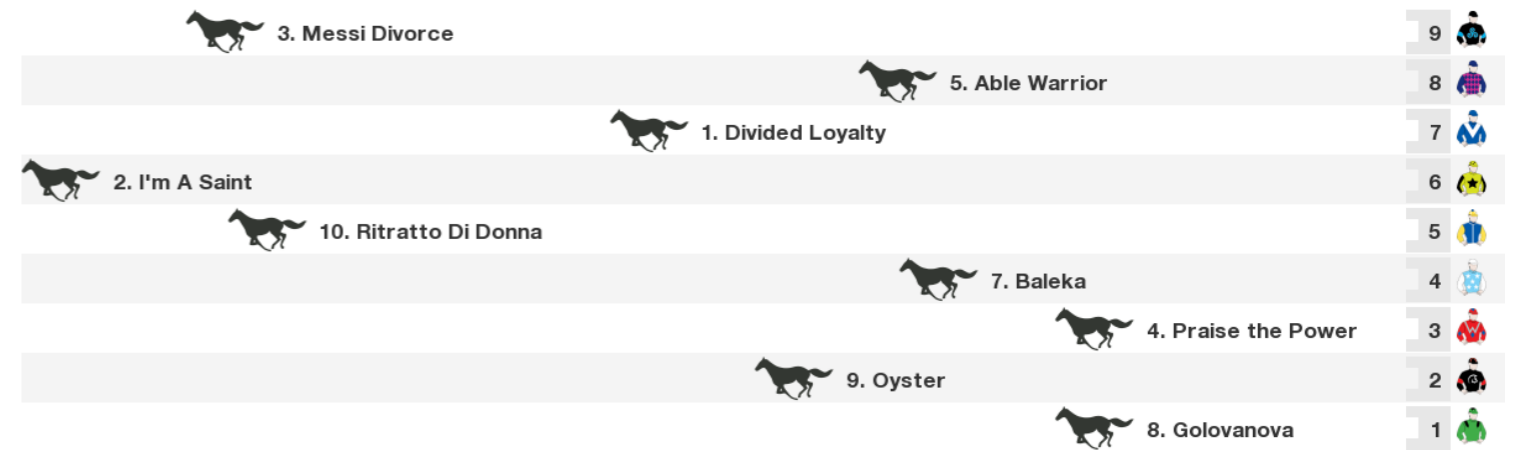 3. Messi Divorce 9
5. Able Warrior 8
1. Divided Loyalty 7
2. I'm A Saint 6
10. Ritratto Di Donna 5
7. Baleka 4
4. Praise the Power 3
9. Oyster 2
8. Golovanova 1